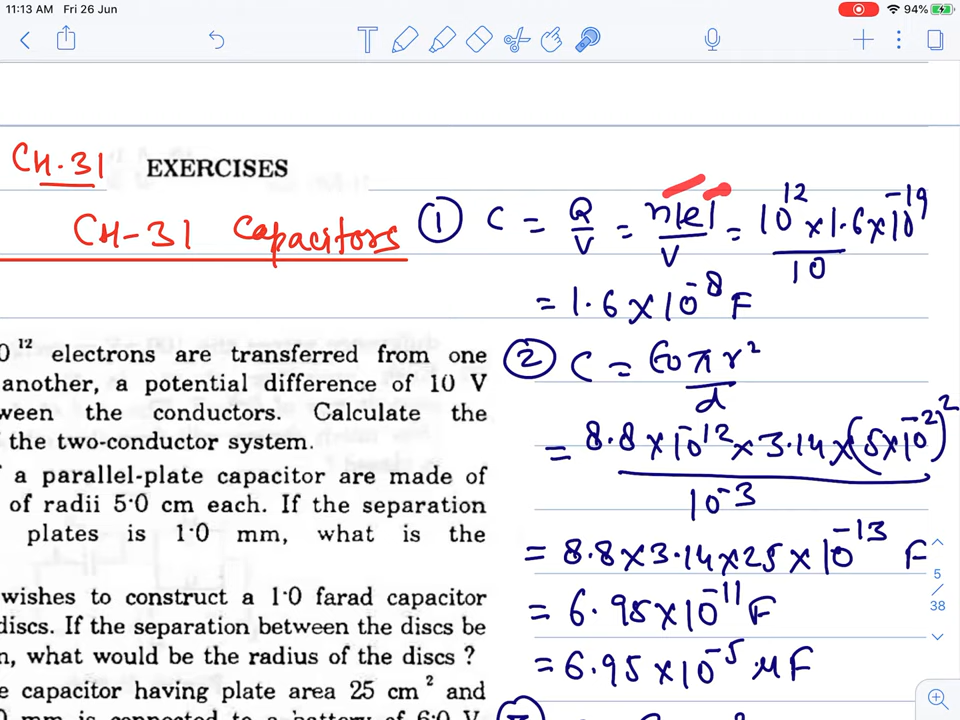 11:13 AM Fri 26 Jun
94%
CH.31 EXERCISES
CH-31 Capacitors
① C = Q/V = n|e|/V = 10¹² × 1.6 × 10⁻¹⁹ / 10
= 1.6 × 10⁻⁸ F
0¹² electrons are transferred from one
another, a potential difference of 10 V
ween the conductors. Calculate the
the two-conductor system.
a parallel-plate capacitor are made of
of radii 5·0 cm each. If the separation
plates is 1·0 mm, what is the
wishes to construct a 1·0 farad capacitor
discs. If the separation between the discs be
n, what would be the radius of the discs ?
e capacitor having plate area 25 cm² and
② C = ϵ₀πr²/d
= 8.8 × 10⁻¹² × 3.14 × (5×10⁻²)² / 10⁻³
= 8.8 × 3.14 × 25 × 10⁻¹³ F
= 6.95 × 10⁻¹¹ F
= 6.95 × 10⁻⁵ μF
5
/
38